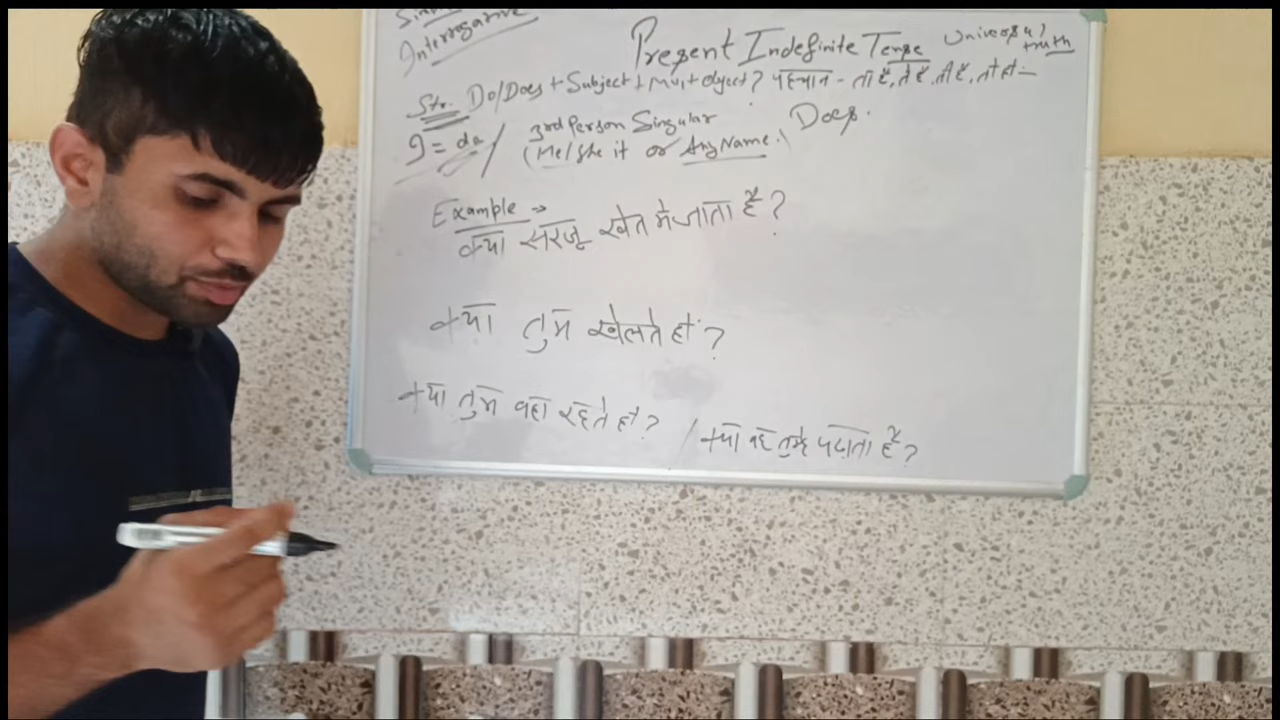 Interrogative
Present Indefinite Tense Universal truth
Str. Do/Does + Subject + Mv₁ + object? पहचान - ता है, ते है, ती है, ते हो -
I = do / 3rd Person Singular Does.
(He/She it or Any Name.)
Example →
क्या सरजू खेत मे जाता है?
क्या तुम खेलते हो?
क्या तुम वहा रहते हो? / क्या वह तुम्हे पढाता है?